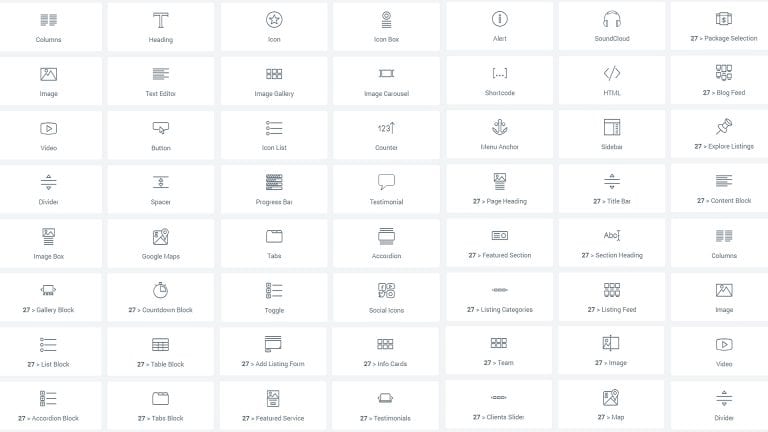 Columns
Heading
Icon
Icon Box
Alert
SoundCloud
27 > Package Selection
Image
Text Editor
Image Gallery
Image Carousel
Shortcode
HTML
27 > Blog Feed
Video
Button
Icon List
123
Counter
Menu Anchor
Sidebar
27 > Explore Listings
Divider
Spacer
Progress Bar
Testimonial
27 > Page Heading
27 > Title Bar
27 > Content Block
Image Box
Google Maps
Tabs
Accordion
27 > Featured Section
Abc
27 > Section Heading
Columns
27 > Gallery Block
27 > Countdown Block
Toggle
Social Icons
27 > Listing Categories
27 > Listing Feed
Image
27 > List Block
27 > Table Block
27 > Add Listing Form
27 > Info Cards
27 > Team
27 > Image
Video
27 > Accordion Block
27 > Tabs Block
27 > Featured Service
27 > Testimonials
27 > Clients Slider
27 > Map
Divider